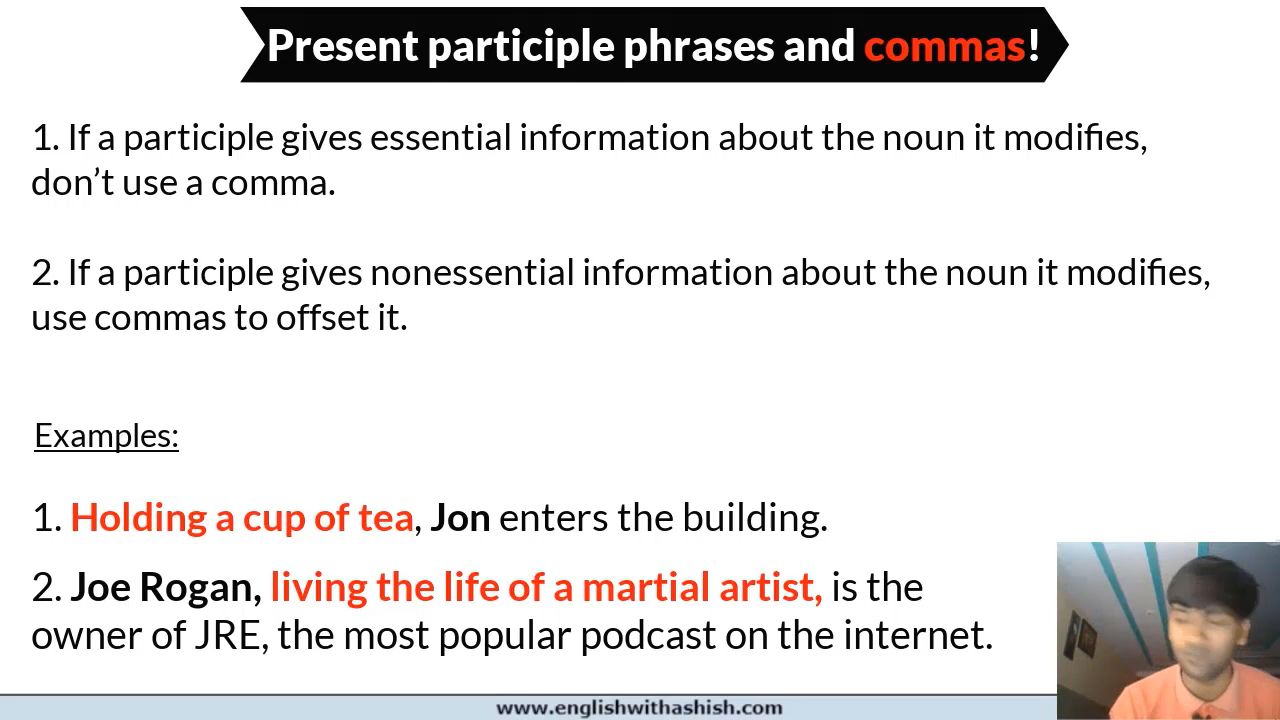 Present participle phrases and commas!
1. If a participle gives essential information about the noun it modifies,
don’t use a comma.
2. If a participle gives nonessential information about the noun it modifies,
use commas to offset it.
Examples:
1. Holding a cup of tea, Jon enters the building.
2. Joe Rogan, living the life of a martial artist, is the
owner of JRE, the most popular podcast on the internet.
www.englishwithashish.com